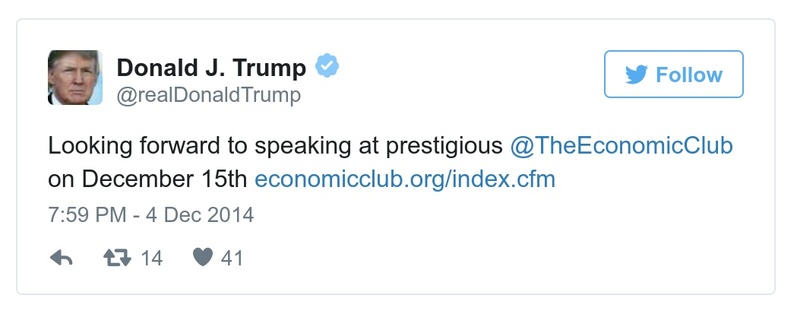 Donald J. Trump
@realDonaldTrump
Follow
Looking forward to speaking at prestigious @TheEconomicClub
on December 15th economicclub.org/index.cfm
7:59 PM - 4 Dec 2014
14 41